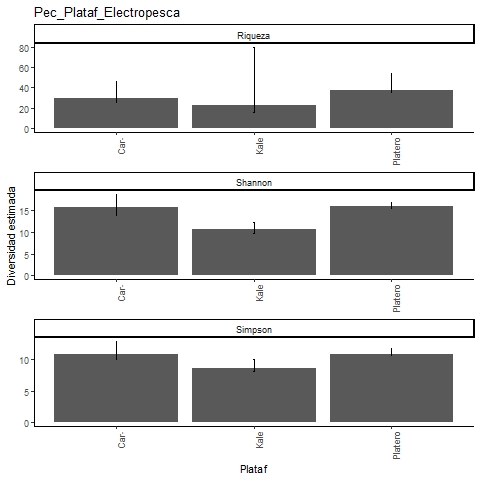 Pec_Plataf_Electropesca
Riqueza
80
60
40
20
0
Car-
Kale
Platero
Diversidad estimada
Shannon
15
10
5
0
Car-
Kale
Platero
Simpson
10
5
0
Car-
Kale
Platero
Plataf